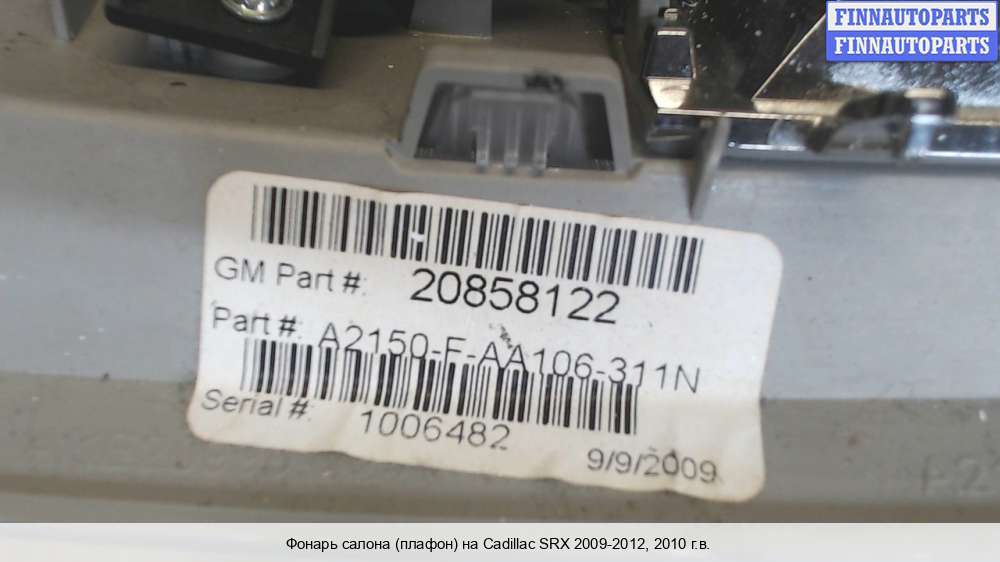 FINNAUTOPARTS
FINNAUTOPARTS
GM Part #: 20858122
Part #: A2150-F-AA106-311N
Serial #: 1006482
9/9/2009
Фонарь салона (плафон) на Cadillac SRX 2009-2012, 2010 г.в.